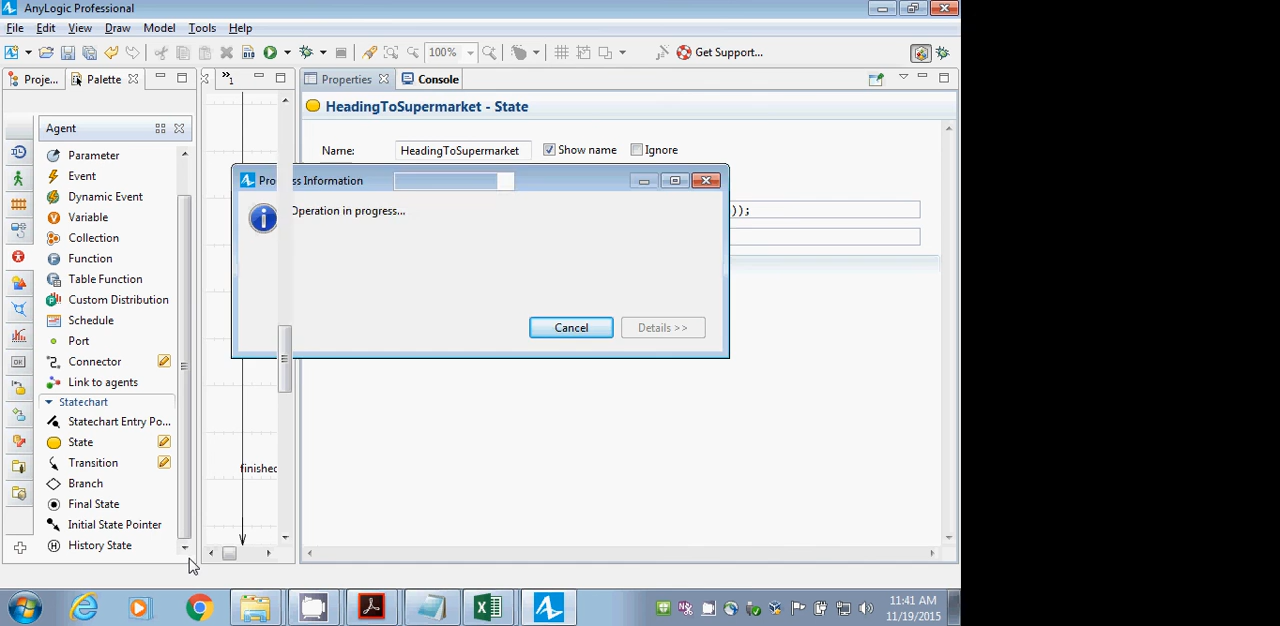 AnyLogic Professional
File Edit View Draw Model Tools Help
100% Get Support...
Proje... Palette 1 Properties Console
Agent
HeadingToSupermarket - State
Parameter
Event
Dynamic Event
Variable
Collection
Function
Table Function
Custom Distribution
Schedule
Port
Connector
Link to agents
Statechart
Statechart Entry Po...
State
Transition
Branch
Final State
Initial State Pointer
History State
finished
Name: HeadingToSupermarket Show name Ignore
));
Operation in progress...
Cancel Details >>
11:41 AM
11/19/2015